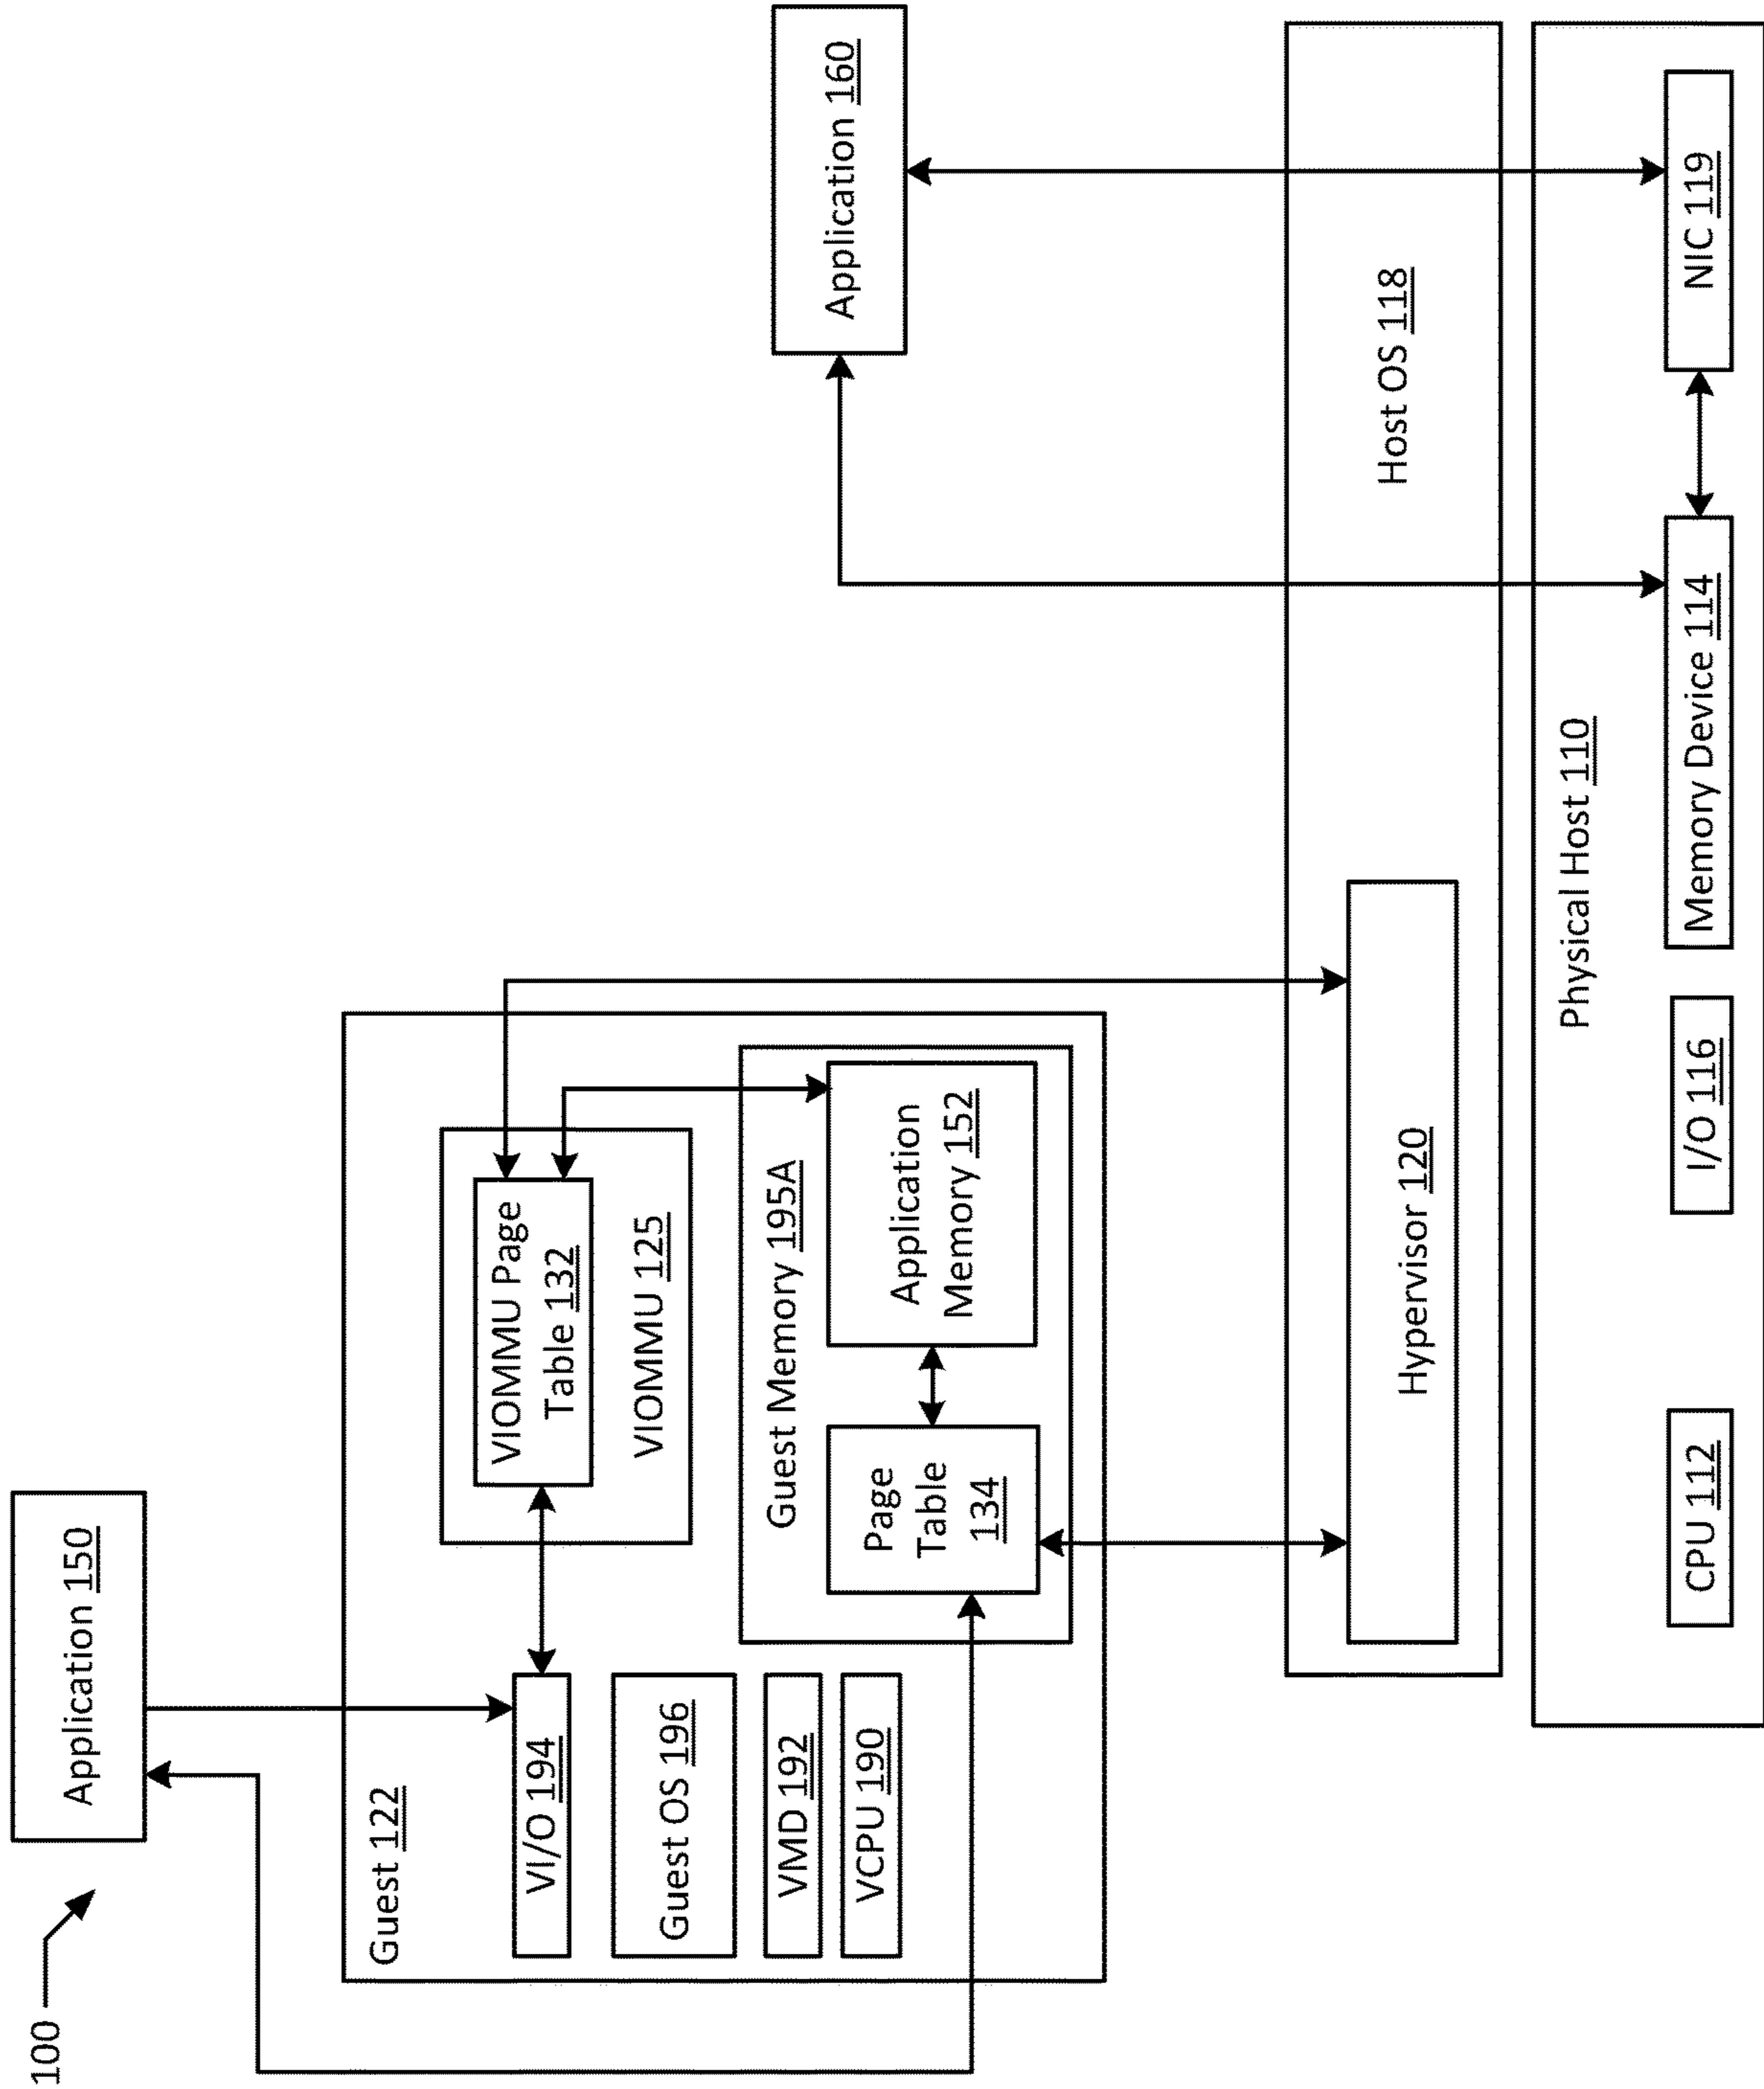 100
Application 150
Guest 122
VI/O 194
VIOMMU Page
Table 132
VIOMMU 125
Guest OS 196
VMD 192
VCPU 190
Guest Memory 195A
Page
Table
134
Application
Memory 152
Application 160
Hypervisor 120
Host OS 118
Physical Host 110
CPU 112
I/O 116
Memory Device 114
NIC 119